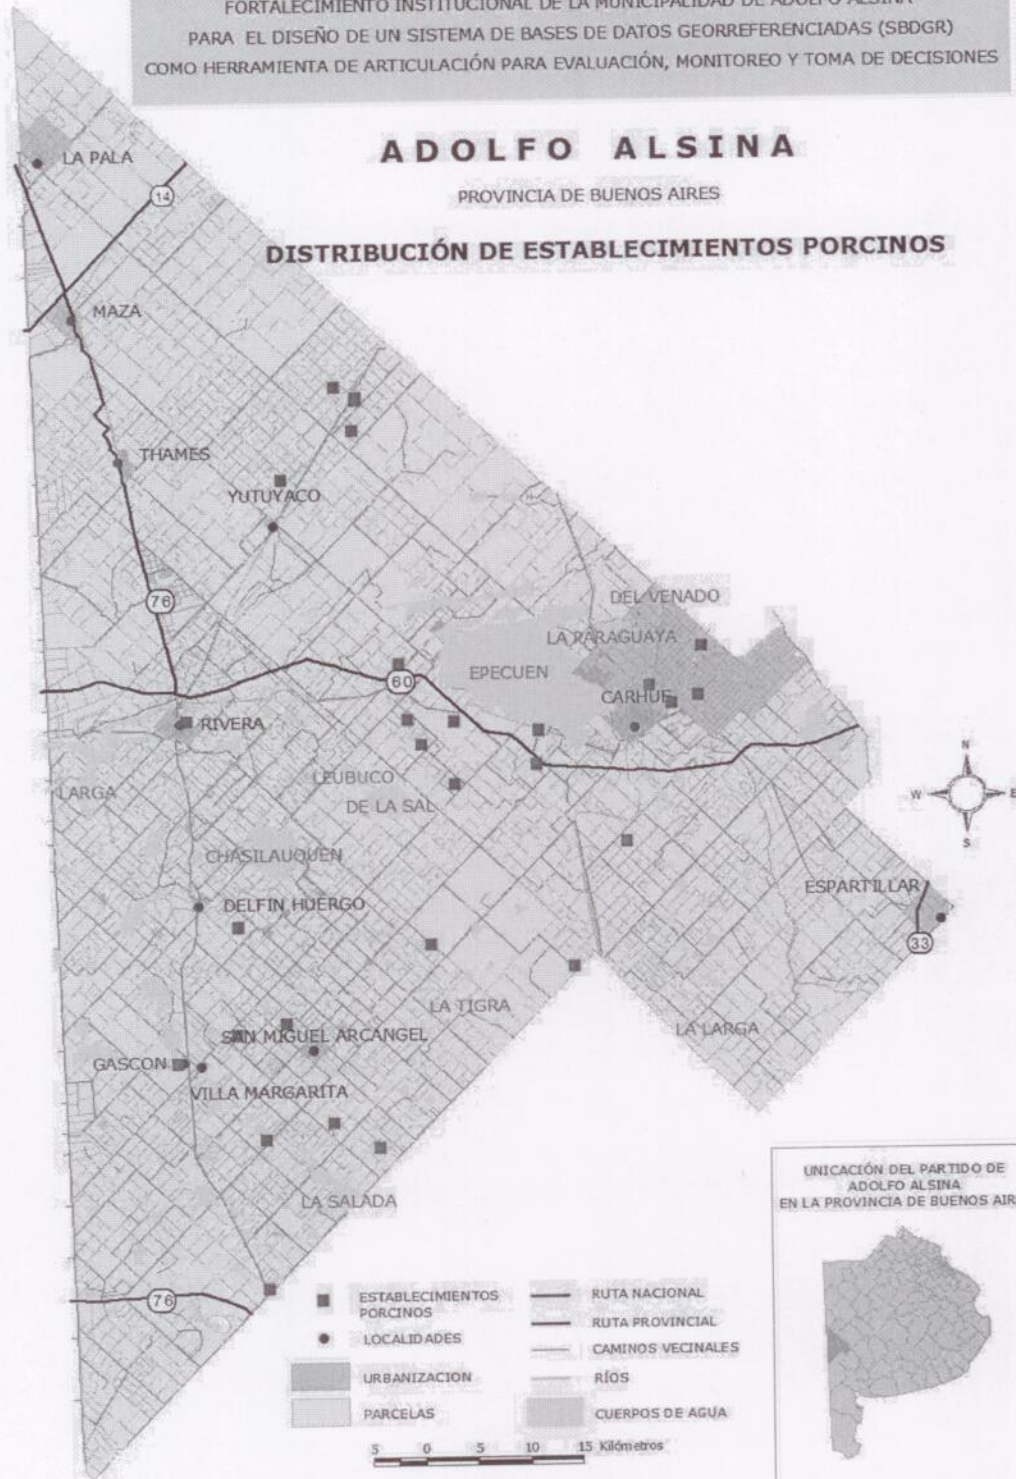 FORTALECIMIENTO INSTITUCIONAL DE LA MUNICIPALIDAD DE ADOLFO ALSINA
PARA EL DISEÑO DE UN SISTEMA DE BASES DE DATOS GEORREFERENCIADAS (SBDGR)
COMO HERRAMIENTA DE ARTICULACIÓN PARA EVALUACIÓN, MONITOREO Y TOMA DE DECISIONES
ADOLFO ALSINA
PROVINCIA DE BUENOS AIRES
DISTRIBUCIÓN DE ESTABLECIMIENTOS PORCINOS
LA PALA
14
MAZA
THAMES
YUTUYACO
76
DEL VENADO
LA PARAGUAYA
EPECUEN
60
CARHUE
RIVERA
LEUBUCO
LARGA
DE LA SAL
N
W
E
S
CHASILAUQUEN
ESPARTILLAR
DELFIN HUERGO
33
LA TIGRA
LA LARGA
SAN MIGUEL ARCANGEL
GASCON
VILLA MARGARITA
LA SALADA
76
UNICACIÓN DEL PARTIDO DE
ADOLFO ALSINA
EN LA PROVINCIA DE BUENOS AIR
ESTABLECIMIENTOS
PORCINOS
LOCALIDADES
URBANIZACION
PARCELAS
RUTA NACIONAL
RUTA PROVINCIAL
CAMINOS VECINALES
RÍOS
CUERPOS DE AGUA
5 0 5 10 15 Kilómetros